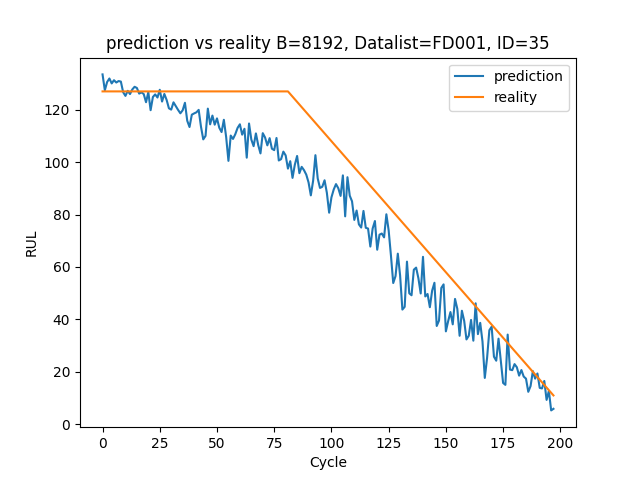 prediction vs reality B=8192, Datalist=FD001, ID=35
prediction
reality
RUL
120
100
80
60
40
20
0
0 25 50 75 100 125 150 175 200
Cycle